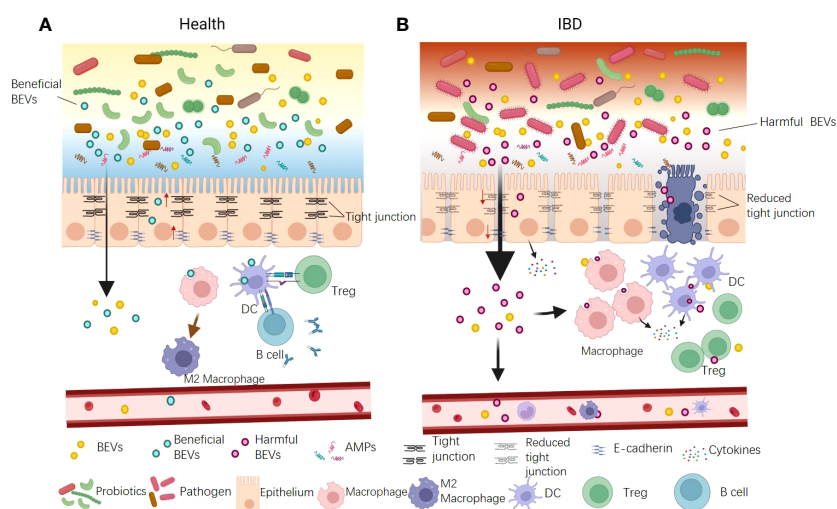 A
Health
B
IBD
Beneficial
BEVs
Harmful BEVs
Tight junction
Reduced
tight junction
DC
Treg
B cell
M2 Macrophage
DC
Macrophage
Treg
BEVs
Beneficial
BEVs
Harmful
BEVs
AMPs
Tight
junction
Reduced
tight
junction
E-cadherin
Cytokines
Probiotics
Pathogen
Epithelium
Macrophage
M2
Macrophage
DC
Treg
B cell